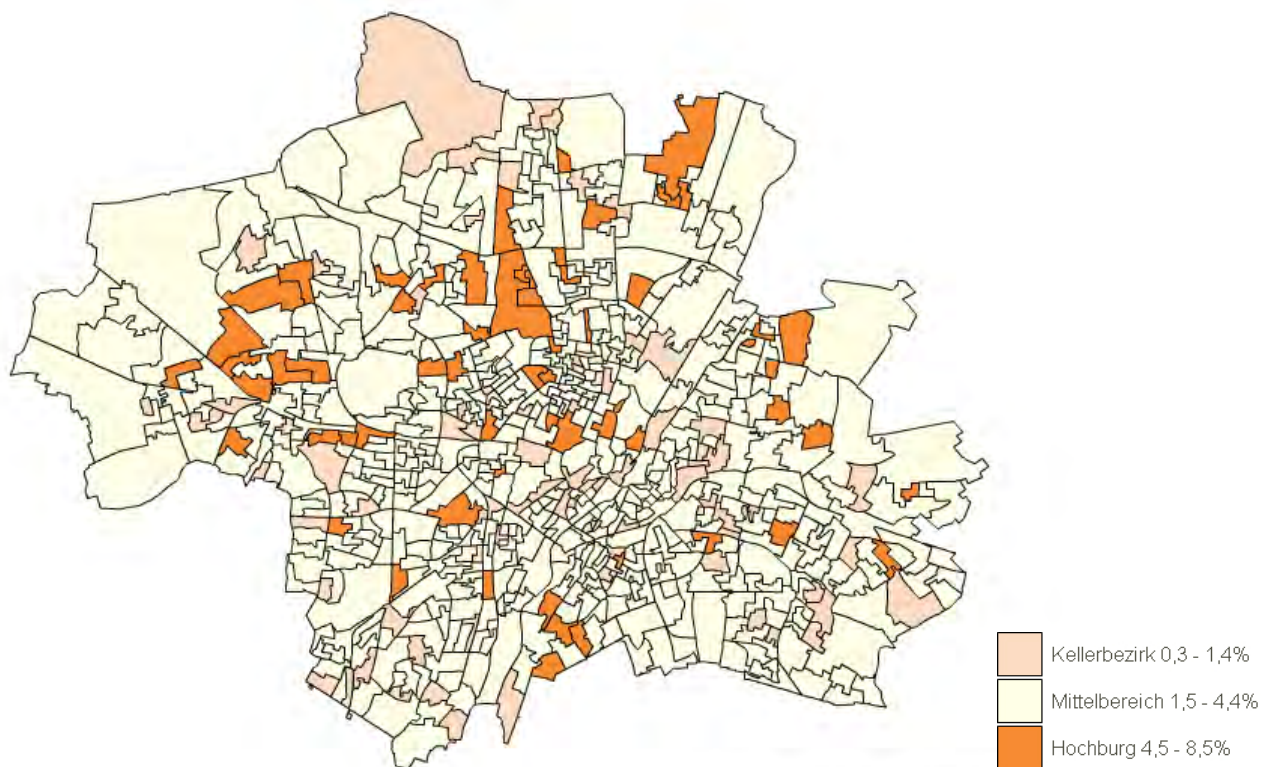 Kellerbezirk 0,3 - 1,4%
Mittelbereich 1,5 - 4,4%
Hochburg 4,5 - 8,5%